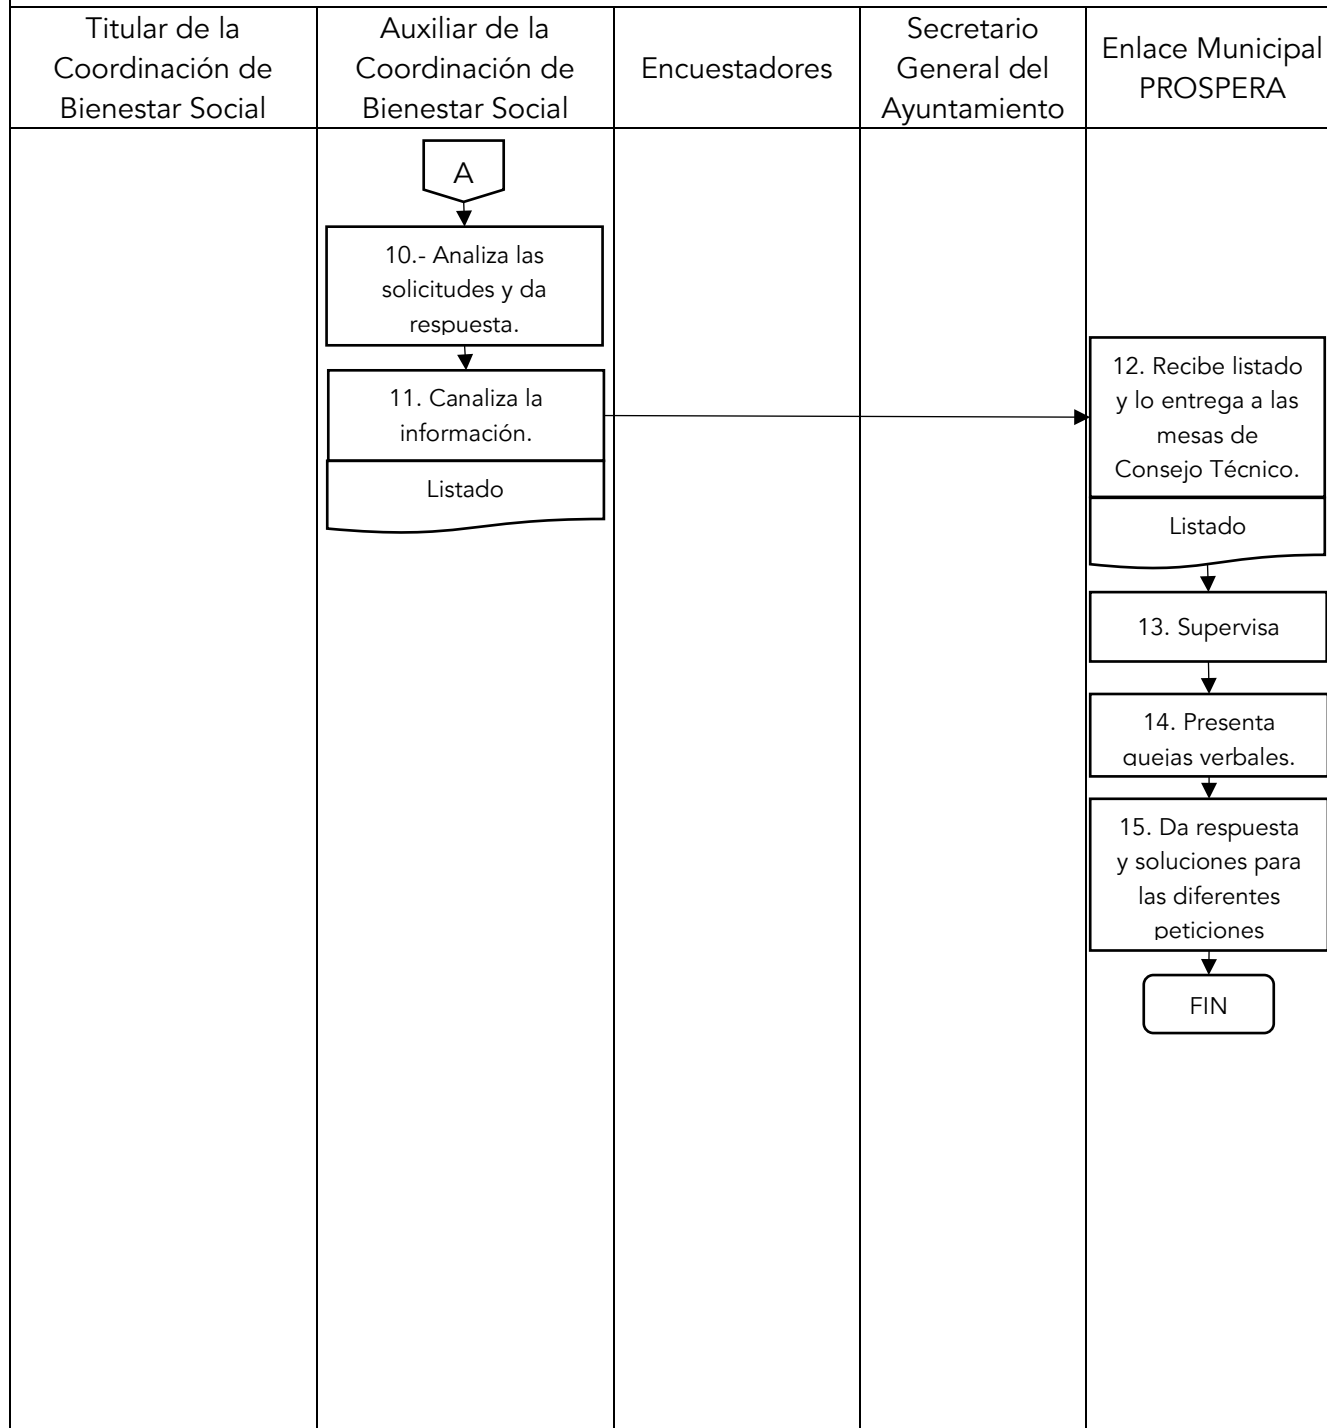 Titular de la
Coordinación de
Bienestar Social
Auxiliar de la
Coordinación de
Bienestar Social
Encuestadores
Secretario
General del
Ayuntamiento
Enlace Municipal
PROSPERA
A
10.- Analiza las
solicitudes y da
respuesta.
11. Canaliza la
información.
Listado
12. Recibe listado
y lo entrega a las
mesas de
Consejo Técnico.
Listado
13. Supervisa
14. Presenta
quejas verbales.
15. Da respuesta
y soluciones para
las diferentes
peticiones
FIN